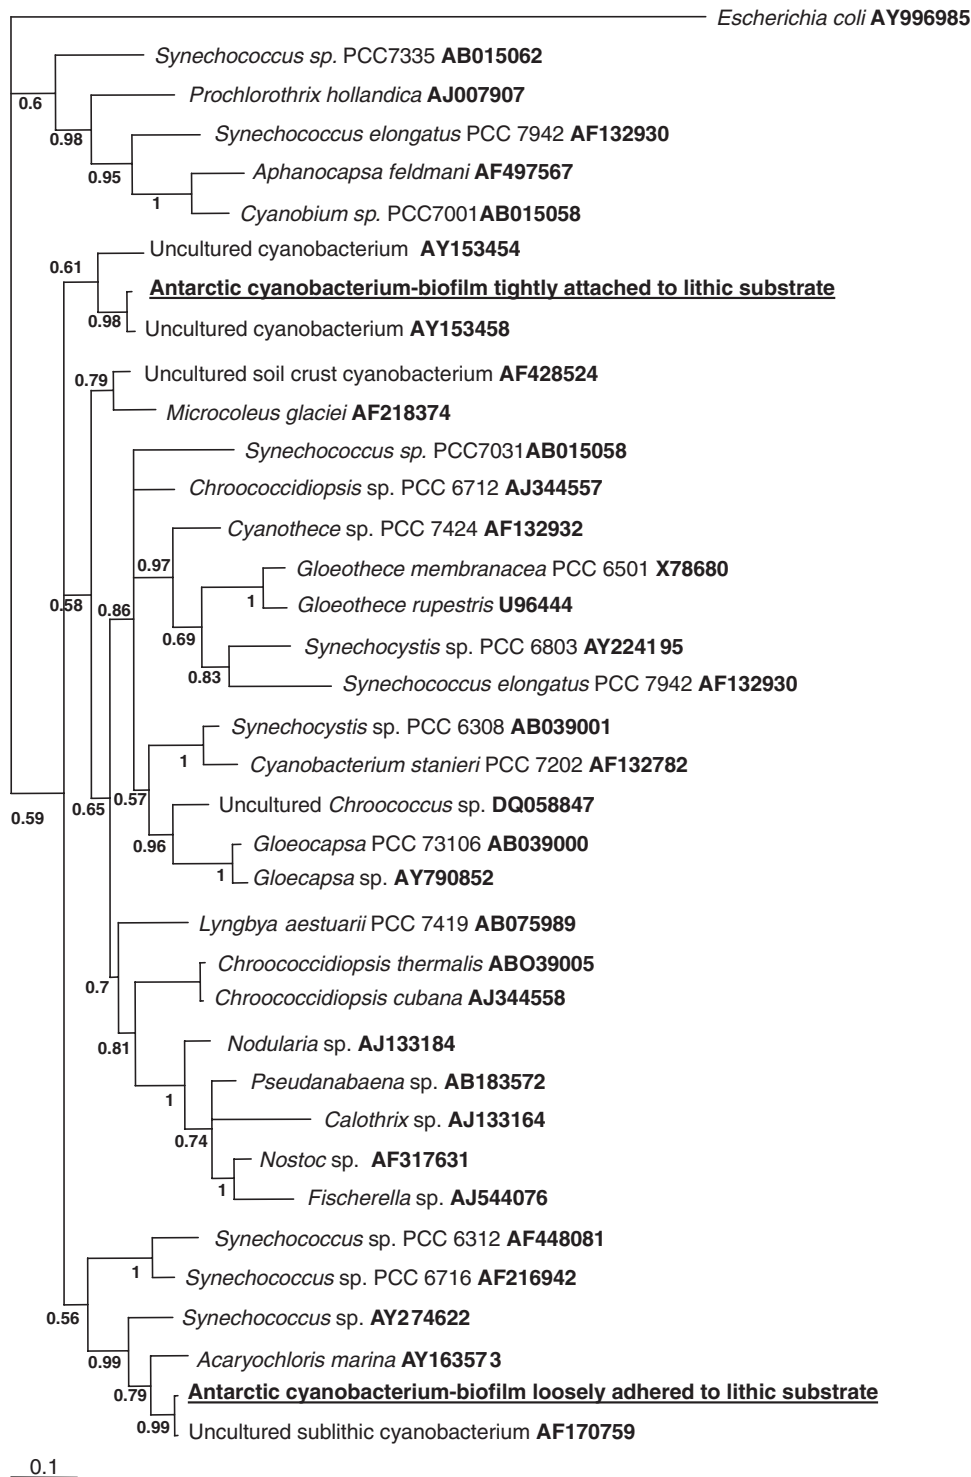 Escherichia coli AY996985
Synechococcus sp. PCC7335 AB015062
0.6
Prochlorothrix hollandica AJ007907
0.98
Synechococcus elongatus PCC 7942 AF132930
0.95
Aphanocapsa feldmani AF497567
1
Cyanobium sp. PCC7001AB015058
Uncultured cyanobacterium AY153454
0.61
Antarctic cyanobacterium-biofilm tightly attached to lithic substrate
0.98
Uncultured cyanobacterium AY153458
Uncultured soil crust cyanobacterium AF428524
0.79
Microcoleus glaciei AF218374
Synechococcus sp. PCC7031AB015058
Chroococcidiopsis sp. PCC 6712 AJ344557
Cyanothece sp. PCC 7424 AF132932
0.97
Gloeothece membranacea PCC 6501 X78680
1
Gloeothece rupestris U96444
0.58
0.86
0.69
Synechocystis sp. PCC 6803 AY224195
0.83
Synechococcus elongatus PCC 7942 AF132930
Synechocystis sp. PCC 6308 AB039001
1
Cyanobacterium stanieri PCC 7202 AF132782
0.57
Uncultured Chroococcus sp. DQ058847
0.65
0.59
0.96
Gloeocapsa PCC 73106 AB039000
1
Gloecapsa sp. AY790852
Lyngbya aestuarii PCC 7419 AB075989
Chroococcidiopsis thermalis ABO39005
0.7
Chroococcidiopsis cubana AJ344558
0.81
Nodularia sp. AJ133184
Pseudanabaena sp. AB183572
1
Calothrix sp. AJ133164
0.74
Nostoc sp. AF317631
1
Fischerella sp. AJ544076
Synechococcus sp. PCC 6312 AF448081
1
Synechococcus sp. PCC 6716 AF216942
0.56
Synechococcus sp. AY274622
0.99
Acaryochloris marina AY163573
0.79
Antarctic cyanobacterium-biofilm loosely adhered to lithic substrate
0.99
Uncultured sublithic cyanobacterium AF170759
0.1